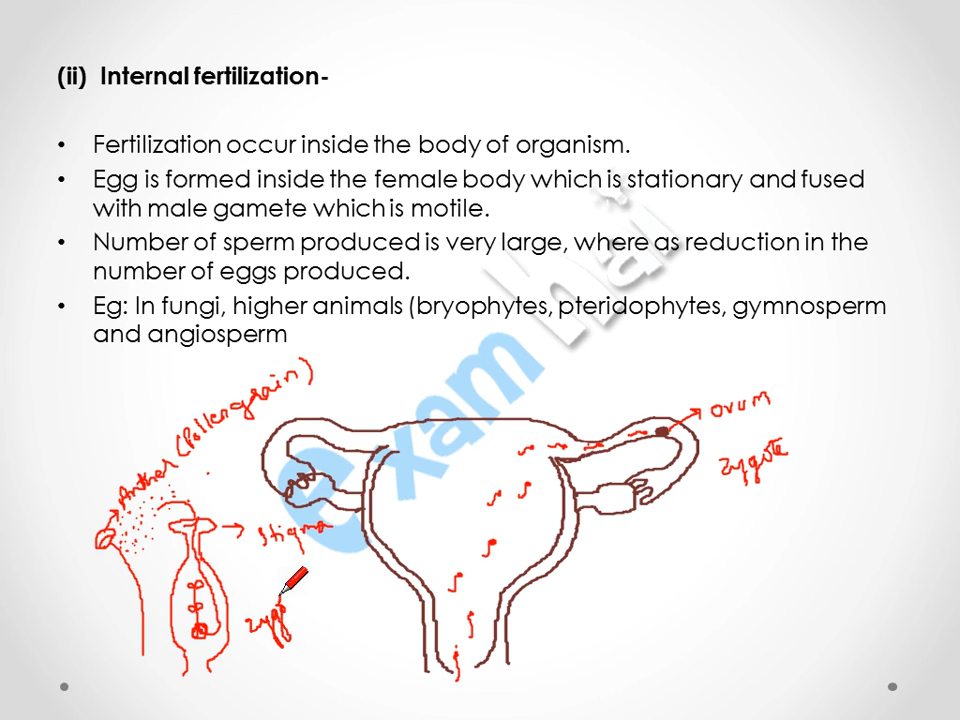 (ii) Internal fertilization-
• Fertilization occur inside the body of organism.
• Egg is formed inside the female body which is stationary and fused
with male gamete which is motile.
• Number of sperm produced is very large, where as reduction in the
number of eggs produced.
• Eg: In fungi, higher animals (bryophytes, pteridophytes, gymnosperm
and angiosperm
examhai
Anther (Pollengrain)
ovum
zygote
stigma
zygo